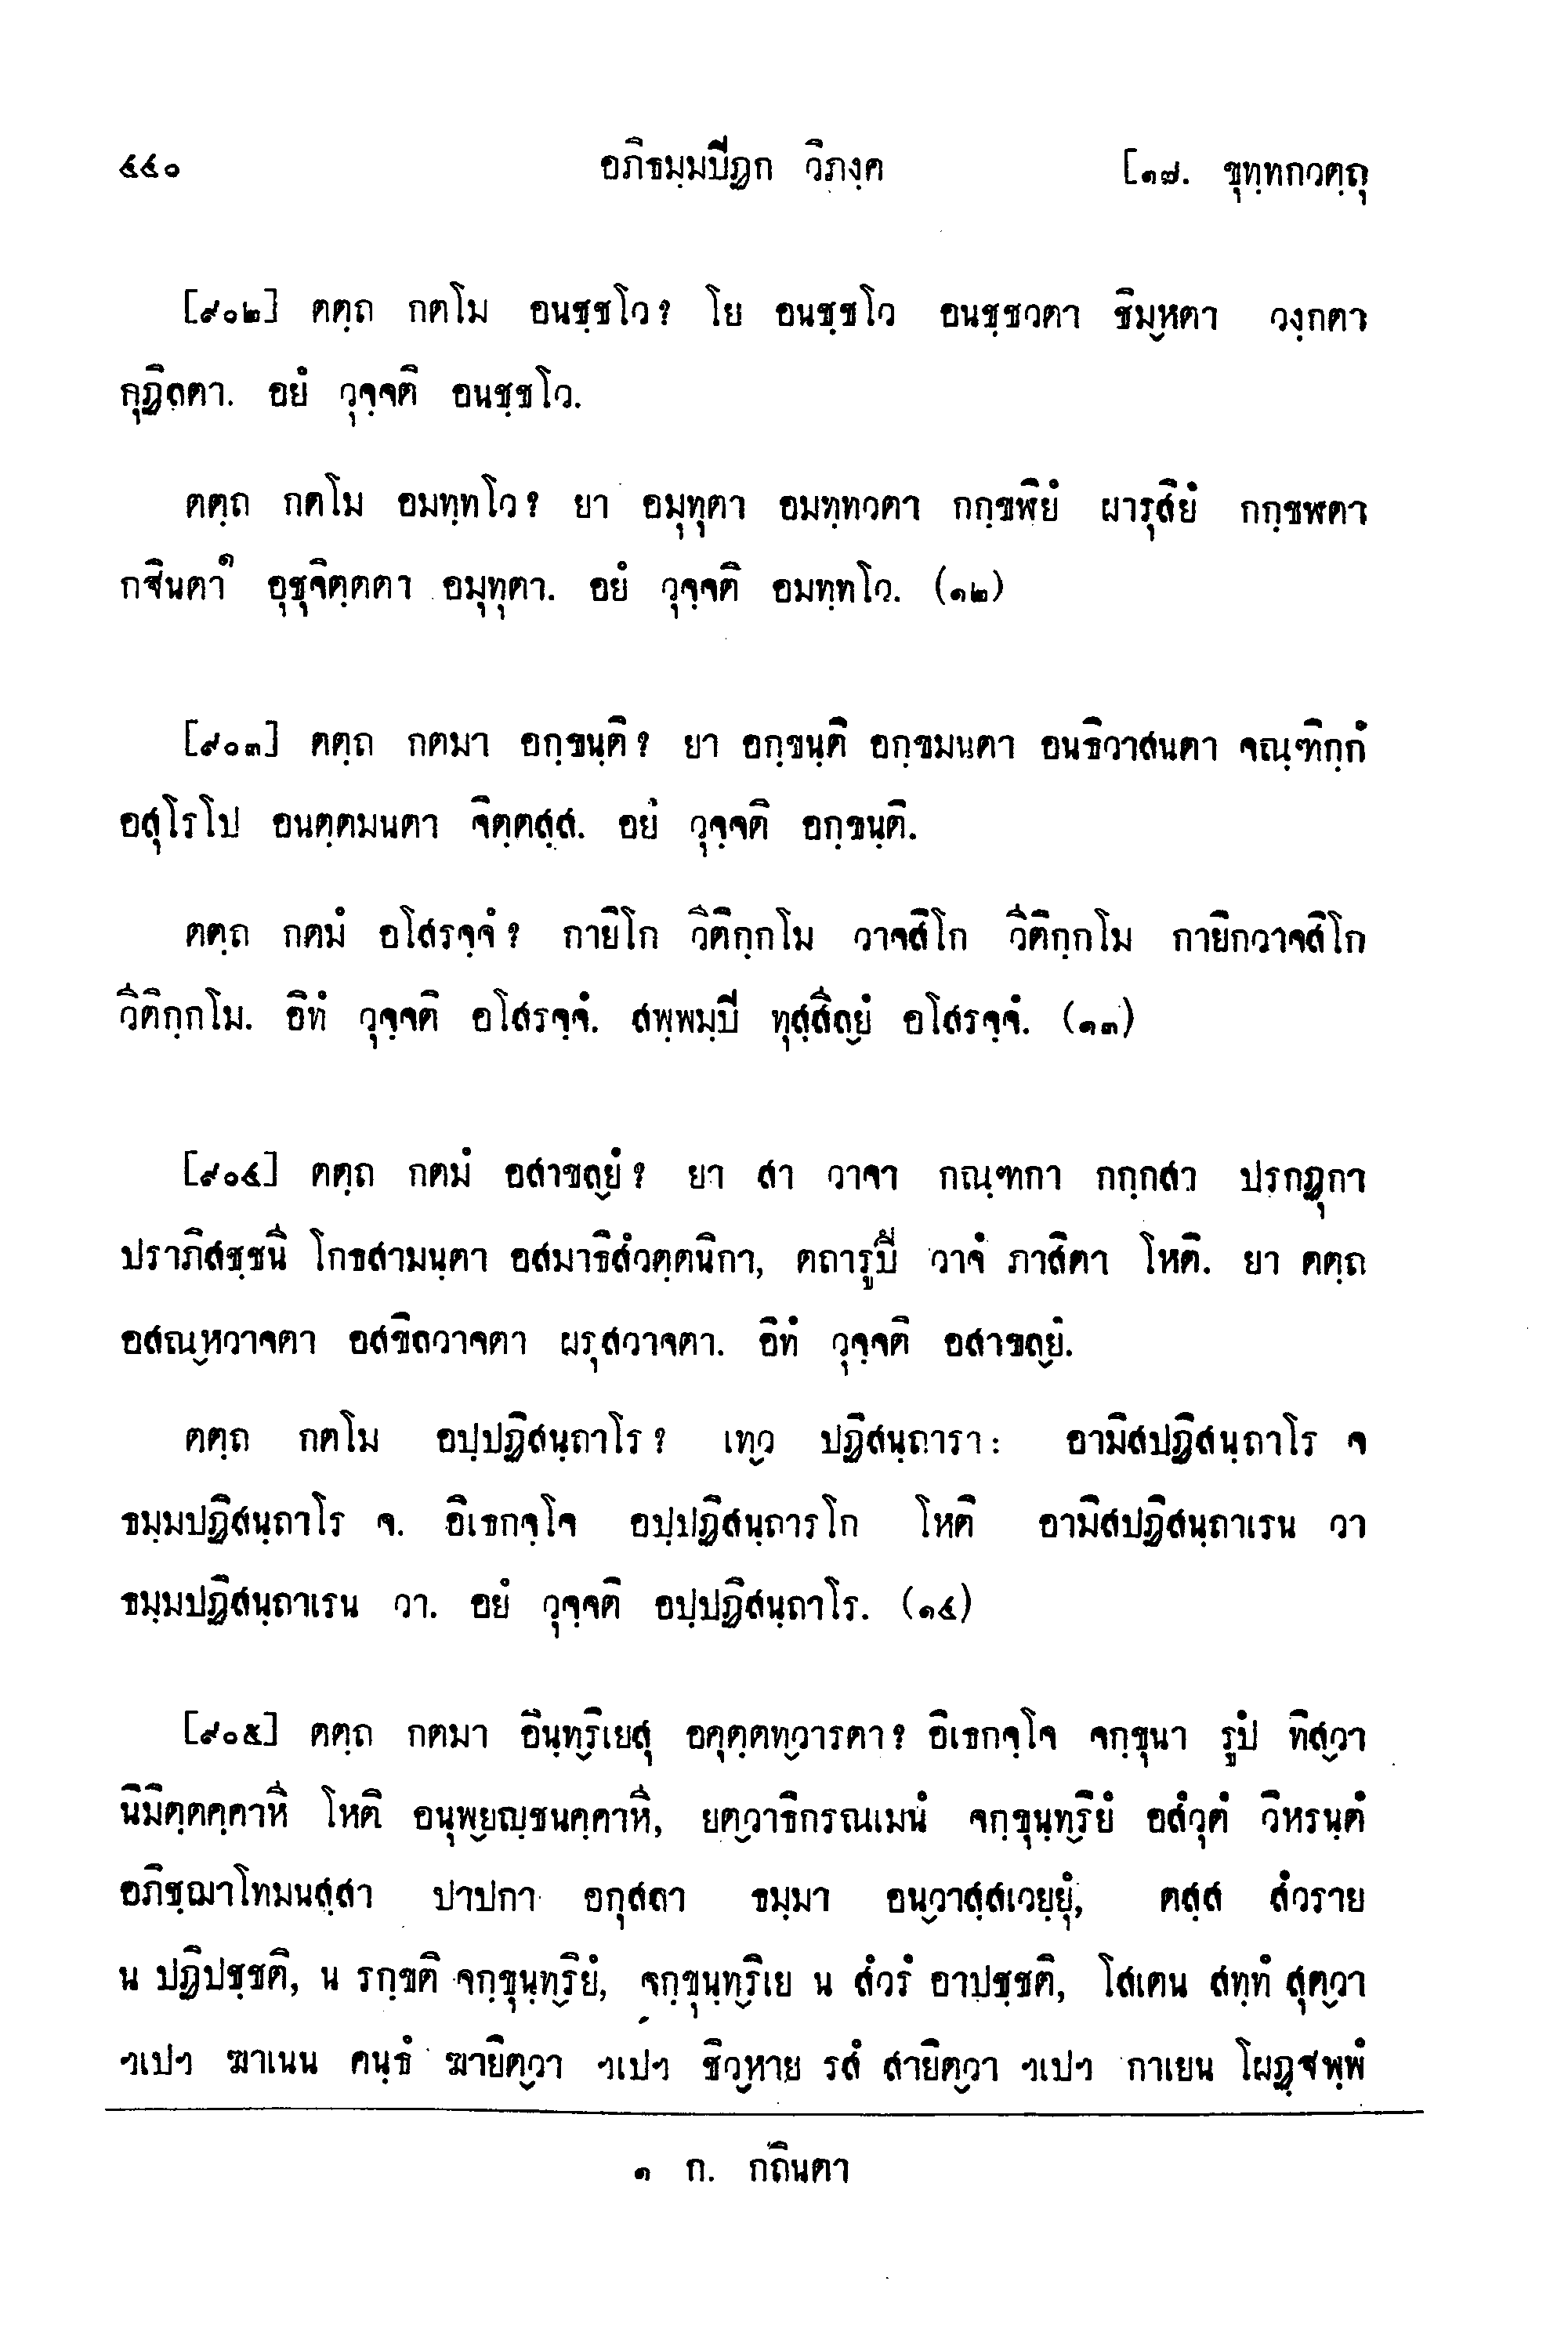 ๔๔๐ อภิธมฺมปิฏก วิภงฺค [๑๗. ขุทฺทกวตฺถุ
[๙๐๒] ตตฺถ กตโม อนชฺชโว? โย อนชฺชโว อนชฺชวตา ชิมฺหตา วงฺกตา
กุฏิลตา. อยํ วุจฺจติ อนชฺชโว.
ตตฺถ กตโม อมทฺทโว? ยา อมุทุตา อมทฺทวตา กกฺขฬิยํ ผารุสิยํ กกฺขฬตา
กฐินตา๑ อุชุจิตฺตตา อมุทุตา. อยํ วุจฺจติ อมทฺทโว. (๑๒)
[๙๐๓] ตตฺถ กตมา อกฺขนฺติ? ยา อกฺขนฺติ อกฺขมนตา อนธิวาสนตา จณฺฑิกฺกํ
อสุโรโป อนตฺตมนตา จิตฺตสฺส. อยํ วุจฺจติ อกฺขนฺติ.
ตตฺถ กตมํ อโสรจฺจํ? กายิโก วีติกฺกโม วาจสิโก วีติกฺกโม กายิกวาจสิโก
วีติกฺกโม. อิทํ วุจฺจติ อโสรจฺจํ. สพฺพมฺปิ ทุสฺสีลฺยํ อโสรจฺจํ. (๑๓)
[๙๐๔] ตตฺถ กตมํ อสาขลฺยํ? ยา สา วาจา กณฺฑกา กกฺกสา ปรกฏุกา
ปราภิสชฺชนี โกธสามนฺตา อสมาธิสํวตฺตนิกา, ตถารูปึ วาจํ ภาสิตา โหติ. ยา ตตฺถ
อสณฺหวาจตา อสขิลวาจตา ผรุสวาจตา. อิทํ วุจฺจติ อสาขลฺยํ.
ตตฺถ กตโม อปฺปฏิสนฺถาโร? เทฺว ปฏิสนฺถารา: อามิสปฏิสนฺถาโร จ
ธมฺมปฏิสนฺถาโร จ. อิเธกจฺโจ อปฺปฏิสนฺถารโก โหติ อามิสปฏิสนฺถาเรน วา
ธมฺมปฏิสนฺถาเรน วา. อยํ วุจฺจติ อปฺปฏิสนฺถาโร. (๑๔)
[๙๐๕] ตตฺถ กตมา อินฺทฺริเยสุ อคุตฺตทฺวารตา? อิเธกจฺโจ จกฺขุนา รูปํ ทิสฺวา
นิมิตฺตคฺคาหี โหติ อนุพฺยญฺชนคฺคาหี, ยตฺวาธิกรณเมนํ จกฺขุนฺทฺริยํ อสํวุตํ วิหรนฺตํ
อภิชฺฌาโทมนสฺสา ปาปกา อกุสลา ธมฺมา อนฺวาสฺสเวยฺยุํ, ตสฺส สํวราย
น ปฏิปชฺชติ, น รกฺขติ จกฺขุนฺทฺริยํ, จกฺขุนฺทฺริเย น สํวรํ อาปชฺชติ, โสเตน สทฺทํ สุตฺวา
ฯเปฯ ฆาเนน คนฺธํ ฆายิตฺวา ฯเปฯ ชิวฺหาย รสํ สายิตฺวา ฯเปฯ กาเยน โผฏฺฐพฺพํ
๑ ก. กถินตา